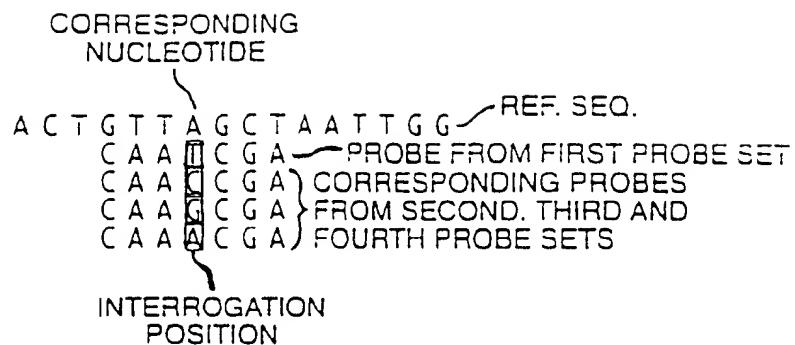 CORRESPONDING
NUCLEOTIDE
A C T G T T A G C T A A T T G G REF. SEQ.
C A A T C G A PROBE FROM FIRST PROBE SET
C A A C C G A CORRESPONDING PROBES
C A A G C G A FROM SECOND. THIRD AND
C A A A C G A FOURTH PROBE SETS
INTERROGATION
POSITION